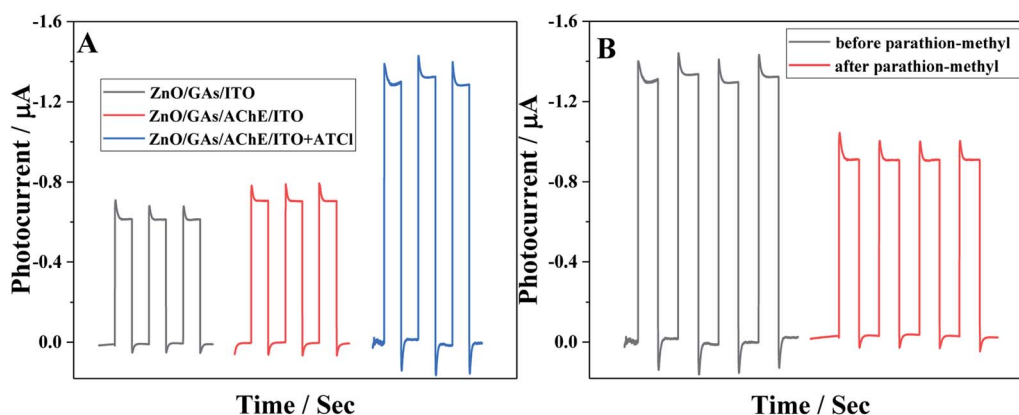 A
ZnO/GAs/ITO
ZnO/GAs/AChE/ITO
ZnO/GAs/AChE/ITO+ATCl
Photocurrent / µA
-1.6
-1.2
-0.8
-0.4
0.0
Time / Sec
B
before parathion-methyl
after parathion-methyl
Photocurrent / µA
-1.6
-1.2
-0.8
-0.4
0.0
Time / Sec